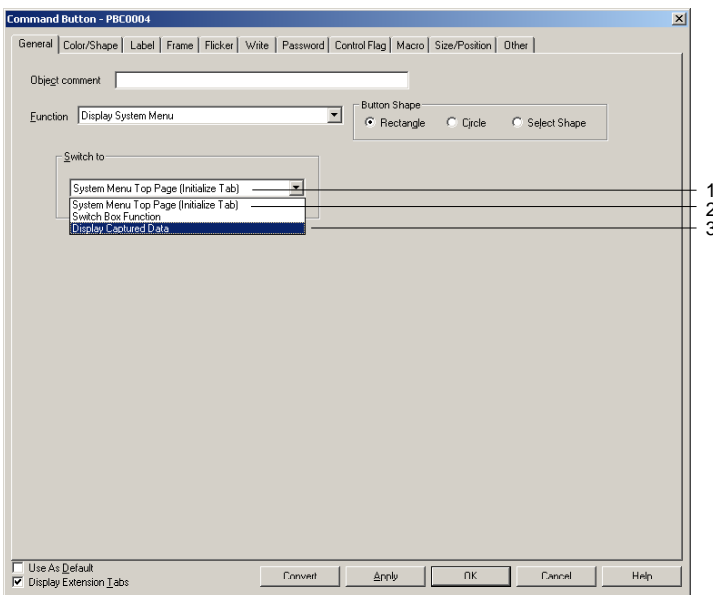 Command Button - PBC0004
General Color/Shape Label Frame Flicker Write Password Control Flag Macro Size/Position Other
Object comment
Function Display System Menu
Button Shape
Rectangle Circle Select Shape
Switch to
System Menu Top Page (Initialize Tab) 1
System Menu Top Page (Initialize Tab) 2
Switch Box Function
Display Captured Data 3
Use As Default
Display Extension Tabs
Convert Apply OK Cancel Help